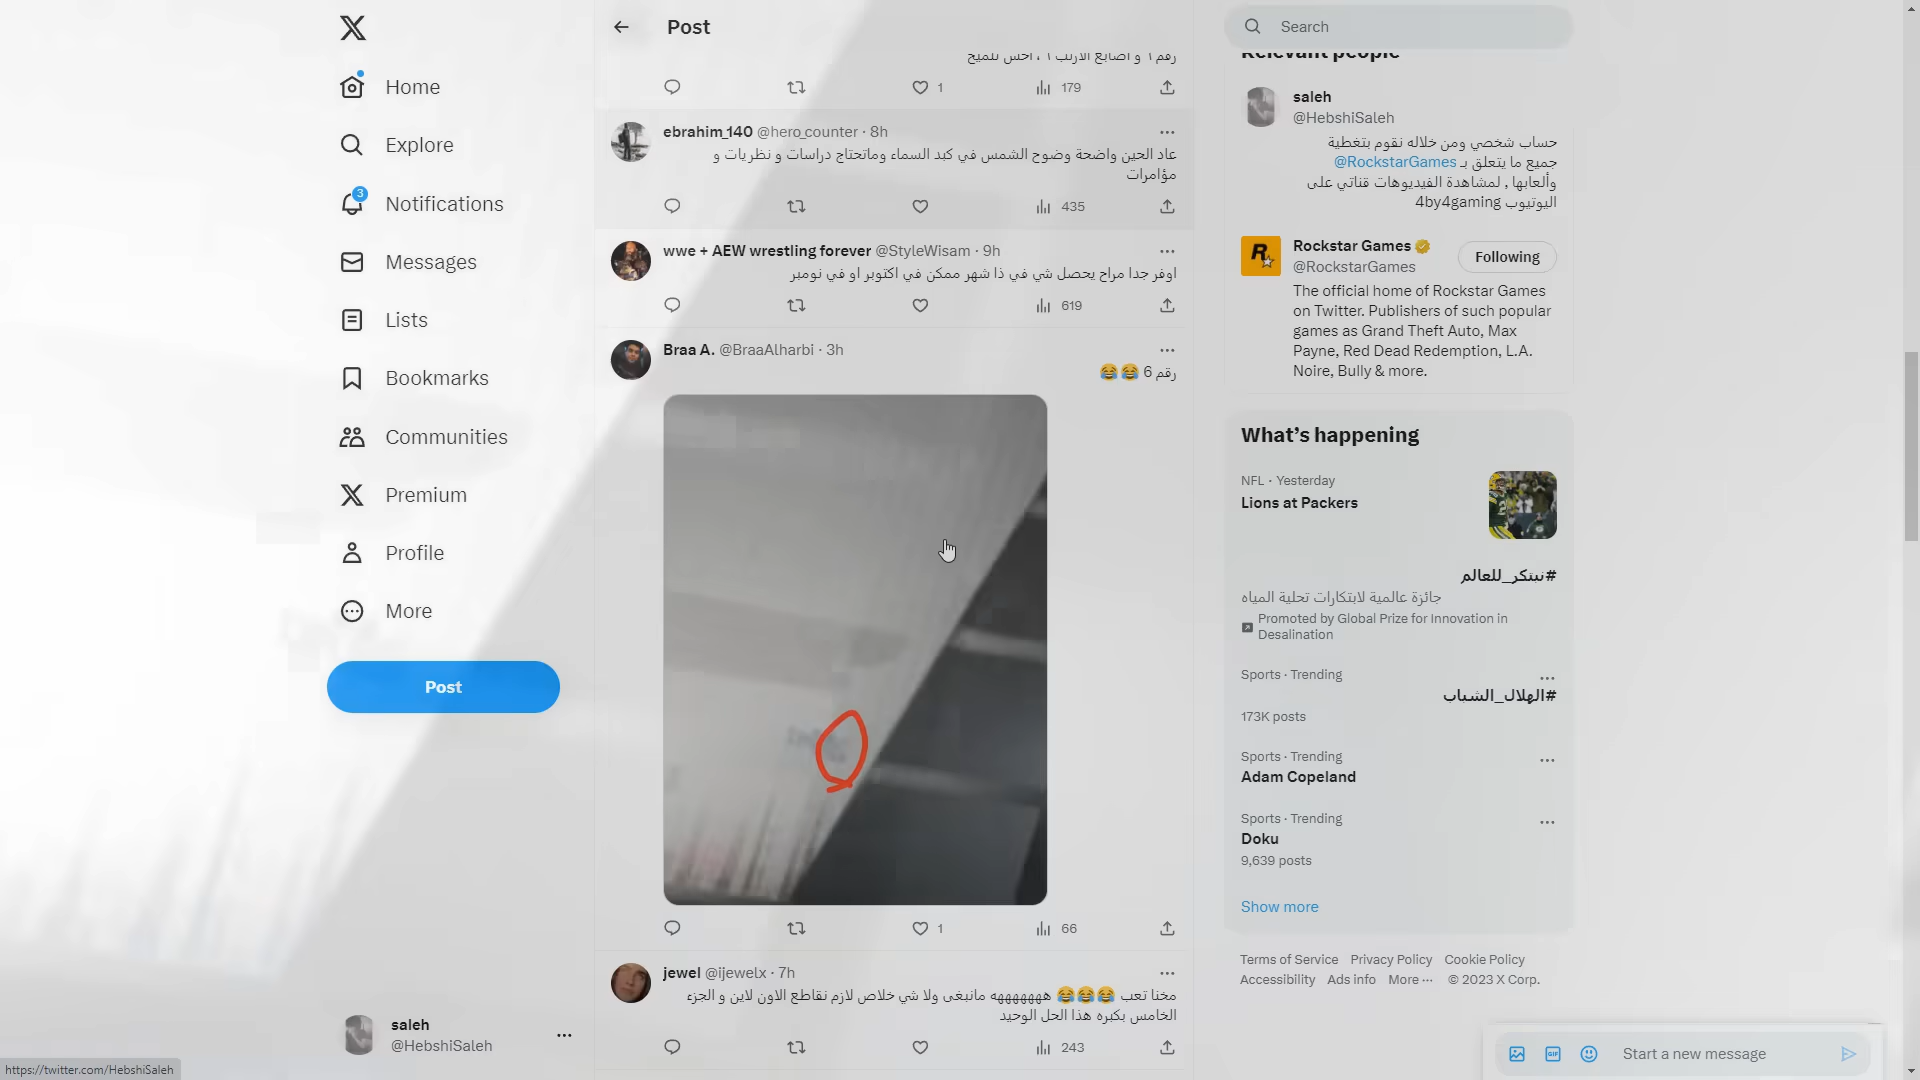 Post
Search
رقم ٦ و اصابع الارنب ٦ ، احس تلميح
1
179
ebrahim_140 @hero_counter · 8h
عاد الحين واضحة وضوح الشمس في كبد السماء وماتحتاج دراسات و نظريات و
مؤامرات
435
wwe + AEW wrestling forever @StyleWisam · 9h
اوفر جدا مراح يحصل شي في ذا شهر ممكن في اكتوبر او في نومبر
619
Braa A. @BraaAlharbi · 3h
رقم 6 😂😂
1
66
jewel @ijewelx · 7h
مخنا تعب 😂😂😂 هههههههه مانبغى ولا شي خلاص لازم نقاطع الاون لاين و الجزء
الخامس بكبره هذا الحل الوحيد
243
Home
Explore
3
Notifications
Messages
Lists
Bookmarks
Communities
Premium
Profile
More
Post
saleh
@HebshiSaleh
https://twitter.com/HebshiSaleh
Relevant people
saleh
@HebshiSaleh
حساب شخصي ومن خلاله نقوم بتغطية
جميع ما يتعلق بـ @RockstarGames
وألعابها , لمشاهدة الفيديوهات قناتي على
اليوتيوب 4by4gaming
Rockstar Games
@RockstarGames
Following
The official home of Rockstar Games
on Twitter. Publishers of such popular
games as Grand Theft Auto, Max
Payne, Red Dead Redemption, L.A.
Noire, Bully & more.
What’s happening
NFL · Yesterday
Lions at Packers
#نبتكر_للعالم
جائزة عالمية لابتكارات تحلية المياه
Promoted by Global Prize for Innovation in
Desalination
Sports · Trending
#الهلال_الشباب
173K posts
Sports · Trending
Adam Copeland
Sports · Trending
Doku
9,639 posts
Show more
Terms of Service Privacy Policy Cookie Policy
Accessibility Ads info More ··· © 2023 X Corp.
GIF
Start a new message